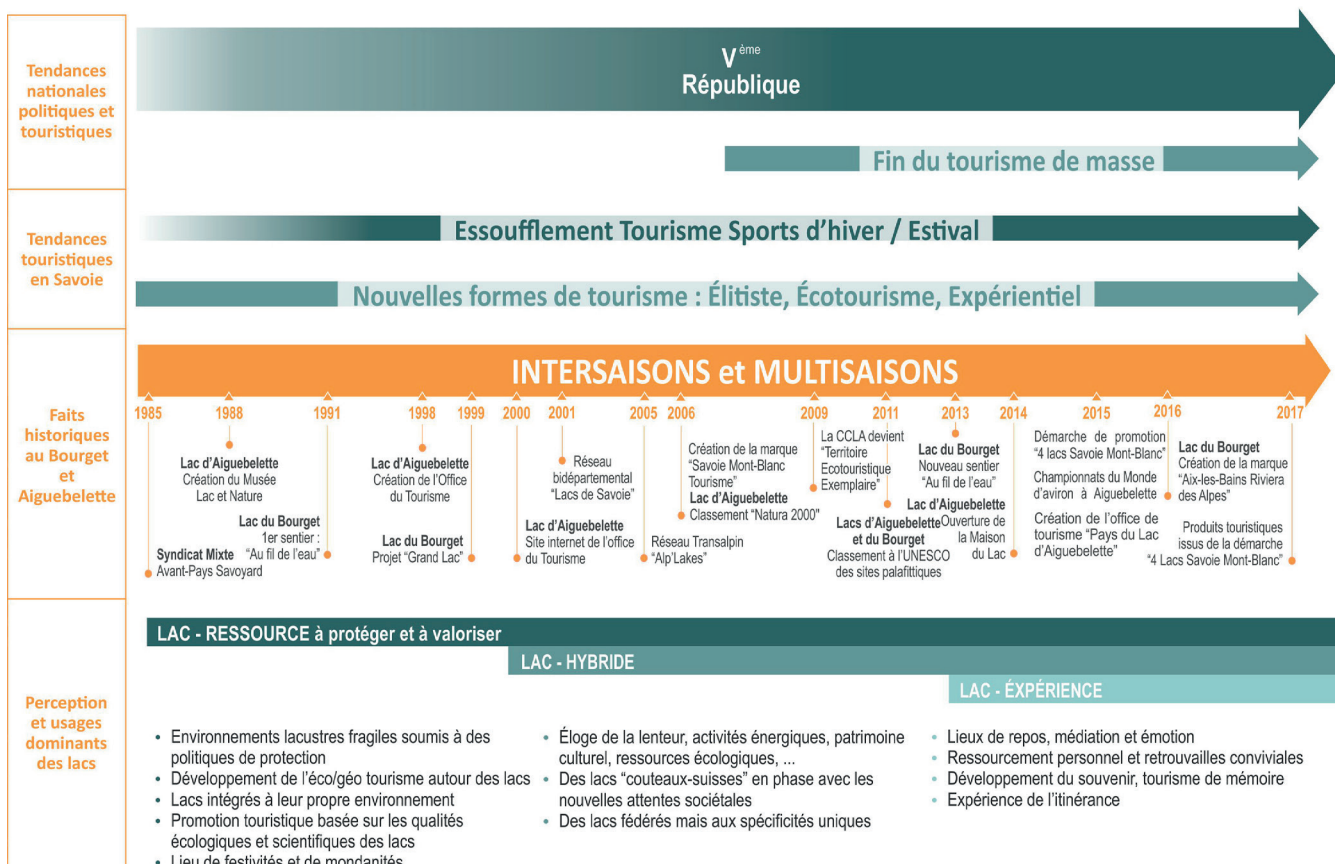 Tendances
nationales
politiques et
touristiques
Vème
République
Fin du tourisme de masse
Tendances
touristiques
en Savoie
Essoufflement Tourisme Sports d'hiver / Estival
Nouvelles formes de tourisme : Élitiste, Écotourisme, Expérientiel
Faits
historiques
au Bourget
et
Aiguebelette
INTERSAISONS et MULTISAISONS
1985
1988
1991
1998
1999
2000
2001
2005
2006
2009
2011
2013
2014
2015
2016
2017
Syndicat Mixte
Avant-Pays Savoyard
Lac d'Aiguebelette
Création du Musée
Lac et Nature
Lac du Bourget
1er sentier :
"Au fil de l'eau"
Lac d'Aiguebelette
Création de l'Office
du Tourisme
Lac du Bourget
Projet "Grand Lac"
Lac d'Aiguebelette
Site internet de l'office
du Tourisme
Réseau
bidépartemental
"Lacs de Savoie"
Réseau Transalpin
"Alp'Lakes"
Création de la marque
"Savoie Mont-Blanc
Tourisme"
Lac d'Aiguebelette
Classement "Natura 2000"
La CCLA devient
"Territoire
Ecotouristique
Exemplaire"
Lacs d'Aiguebelette
et du Bourget
Classement à l'UNESCO
des sites palafittiques
Lac du Bourget
Nouveau sentier
"Au fil de l'eau"
Lac d'Aiguebelette
Ouverture de
la Maison
du Lac
Démarche de promotion
"4 lacs Savoie Mont-Blanc"
Championnats du Monde
d'aviron à Aiguebelette
Création de l'office de
tourisme "Pays du Lac
d'Aiguebelette"
Lac du Bourget
Création de la marque
"Aix-les-Bains Riviera
des Alpes"
Produits touristiques
issus de la démarche
"4 Lacs Savoie Mont-Blanc"
Perception
et usages
dominants
des lacs
LAC - RESSOURCE à protéger et à valoriser
LAC - HYBRIDE
LAC - ÉXPÉRIENCE
• Environnements lacustres fragiles soumis à des
politiques de protection
• Développement de l'éco/géo tourisme autour des lacs
• Lacs intégrés à leur propre environnement
• Promotion touristique basée sur les qualités
écologiques et scientifiques des lacs
• Lieu de festivités et de mondanités
• Éloge de la lenteur, activités énergiques, patrimoine
culturel, ressources écologiques, ...
• Des lacs "couteaux-suisses" en phase avec les
nouvelles attentes sociétales
• Des lacs fédérés mais aux spécificités uniques
• Lieux de repos, médiation et émotion
• Ressourcement personnel et retrouvailles conviviales
• Développement du souvenir, tourisme de mémoire
• Expérience de l'itinérance